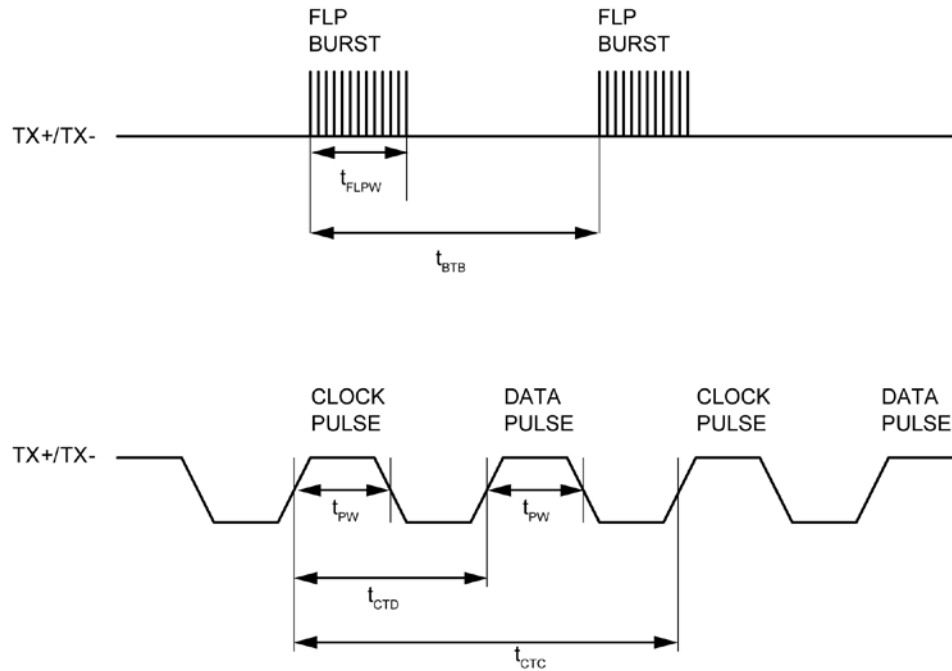 FLP FLP
BURST BURST
TX+/TX-
tFLPW
tBTB
CLOCK DATA CLOCK DATA
PULSE PULSE PULSE PULSE
TX+/TX-
tPW tPW
tCTD
tCTC